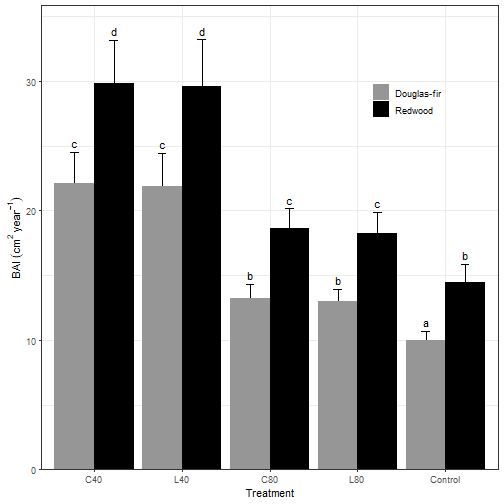 BAI (cm² year⁻¹)
30
20
10
0
d
d
c
c
c
c
b
b
b
a
Douglas-fir
Redwood
C40
L40
C80
L80
Control
Treatment